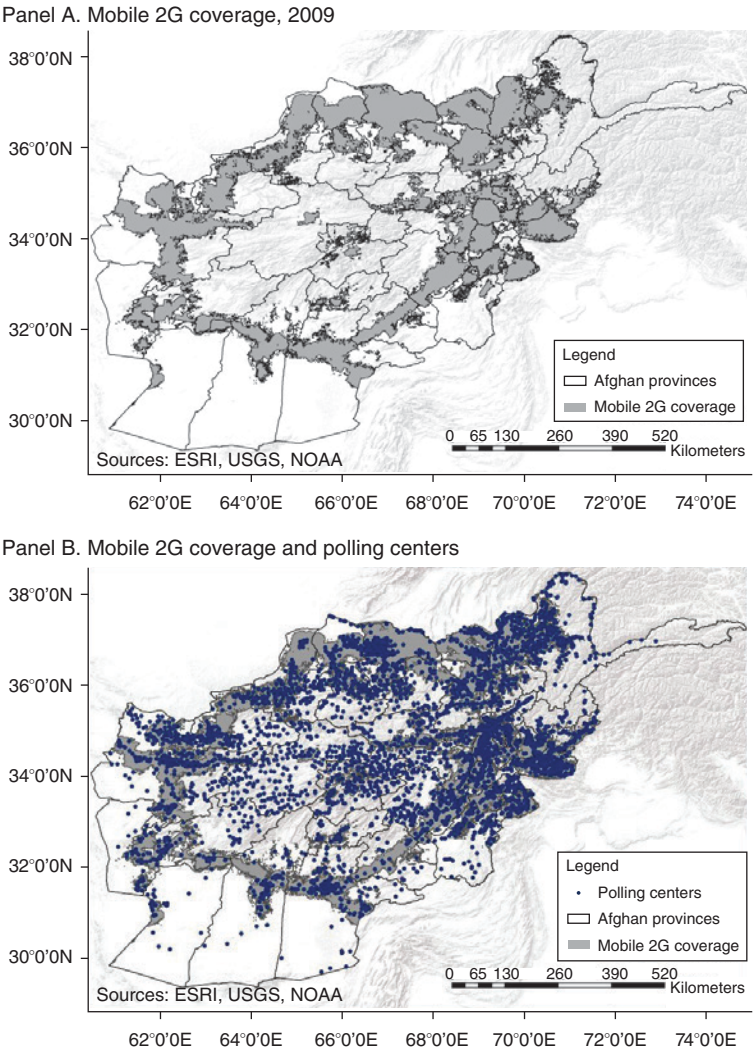 Panel A. Mobile 2G coverage, 2009
38°0'0N
36°0'0N
34°0'0N
32°0'0N
30°0'0N
Legend
Afghan provinces
Mobile 2G coverage
0 65 130 260 390 520
Kilometers
Sources: ESRI, USGS, NOAA
62°0'0E 64°0'0E 66°0'0E 68°0'0E 70°0'0E 72°0'0E 74°0'0E
Panel B. Mobile 2G coverage and polling centers
38°0'0N
36°0'0N
34°0'0N
32°0'0N
30°0'0N
Legend
Polling centers
Afghan provinces
Mobile 2G coverage
0 65 130 260 390 520
Kilometers
Sources: ESRI, USGS, NOAA
62°0'0E 64°0'0E 66°0'0E 68°0'0E 70°0'0E 72°0'0E 74°0'0E